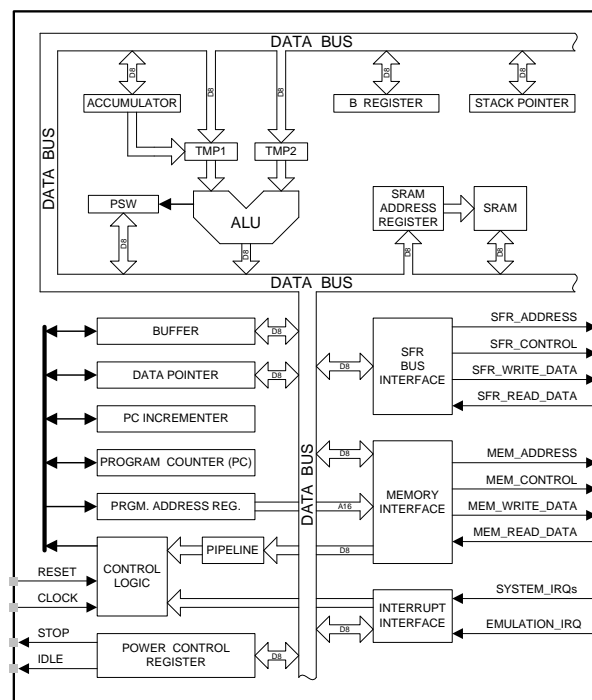 DATA BUS
D8
D8
D8
D8
D8
ACCUMULATOR
B REGISTER
STACK POINTER
DATA BUS
TMP1
TMP2
PSW
ALU
SRAM
ADDRESS
REGISTER
SRAM
D8
D8
D8
D8
DATA BUS
BUFFER
D8
DATA POINTER
D8
PC INCREMENTER
PROGRAM COUNTER (PC)
PRGM. ADDRESS REG.
A16
CONTROL
LOGIC
PIPELINE
D8
RESET
CLOCK
STOP
IDLE
POWER CONTROL
REGISTER
D8
DATA BUS
D8
SFR
BUS
INTERFACE
SFR_ADDRESS
SFR_CONTROL
SFR_WRITE_DATA
SFR_READ_DATA
D8
MEMORY
INTERFACE
MEM_ADDRESS
MEM_CONTROL
MEM_WRITE_DATA
MEM_READ_DATA
D8
INTERRUPT
INTERFACE
SYSTEM_IRQs
EMULATION_IRQ